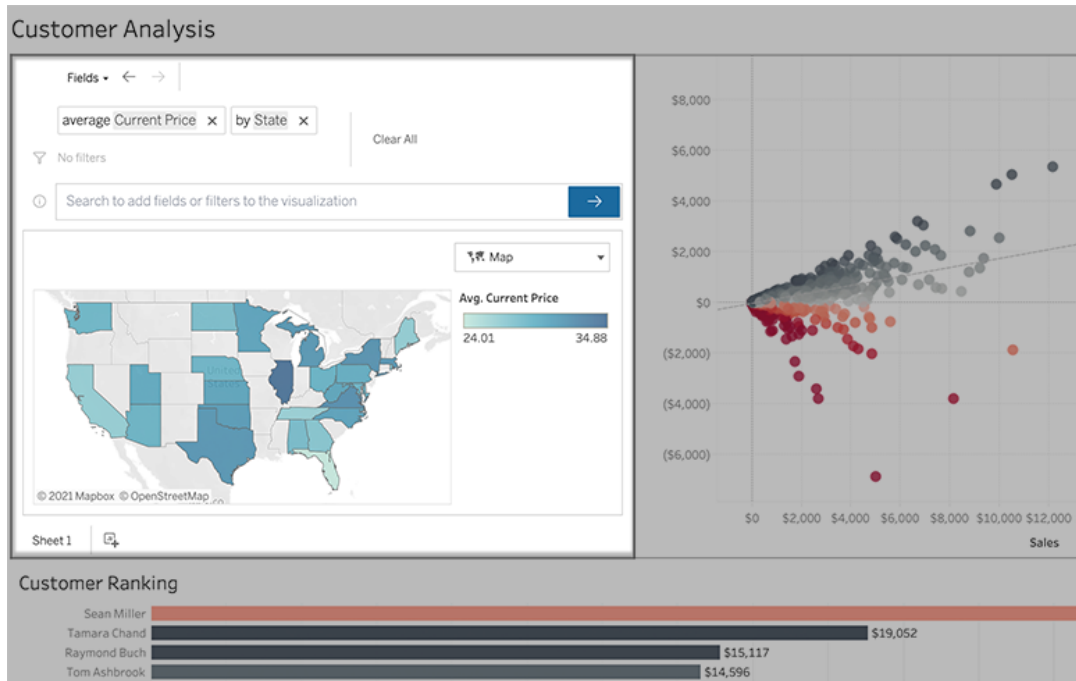 Customer Analysis
Fields
average Current Price ×
by State ×
Clear All
No filters
Search to add fields or filters to the visualization
Map
Avg. Current Price
24.01 34.88
United
States
© 2021 Mapbox © OpenStreetMap
Sheet 1
$8,000
$6,000
$4,000
$2,000
$0
($2,000)
($4,000)
($6,000)
$0 $2,000 $4,000 $6,000 $8,000 $10,000 $12,000
Sales
Customer Ranking
Sean Miller
Tamara Chand $19,052
Raymond Buch $15,117
Tom Ashbrook $14,596